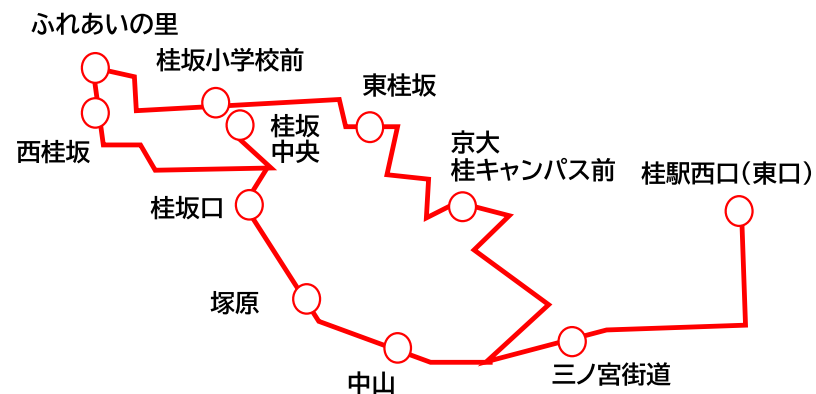 ふれあいの里
桂坂小学校前
東桂坂
桂坂
中央
西桂坂
京大
桂キャンパス前
桂駅西口（東口）
桂坂口
塚原
中山
三ノ宮街道